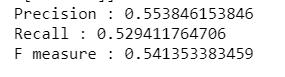 Precision : 0.553846153846
Recall : 0.529411764706
F measure : 0.541353383459